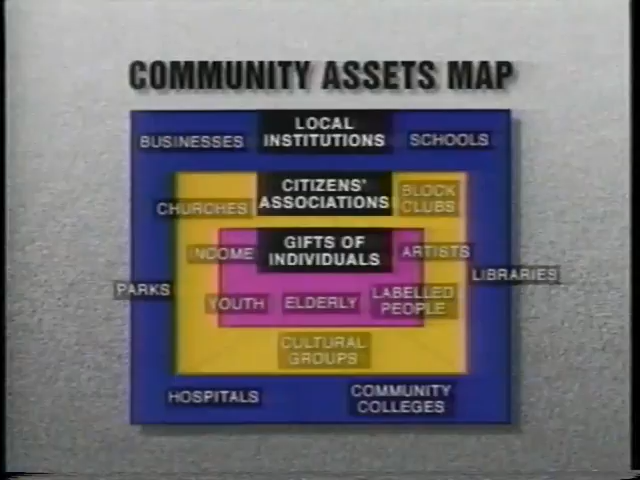 COMMUNITY ASSETS MAP
LOCAL
INSTITUTIONS
BUSINESSES
SCHOOLS
CITIZENS'
ASSOCIATIONS
CHURCHES
BLOCK
CLUBS
GIFTS OF
INDIVIDUALS
INCOME
ARTISTS
PARKS
LIBRARIES
YOUTH
ELDERLY
LABELLED
PEOPLE
CULTURAL
GROUPS
HOSPITALS
COMMUNITY
COLLEGES